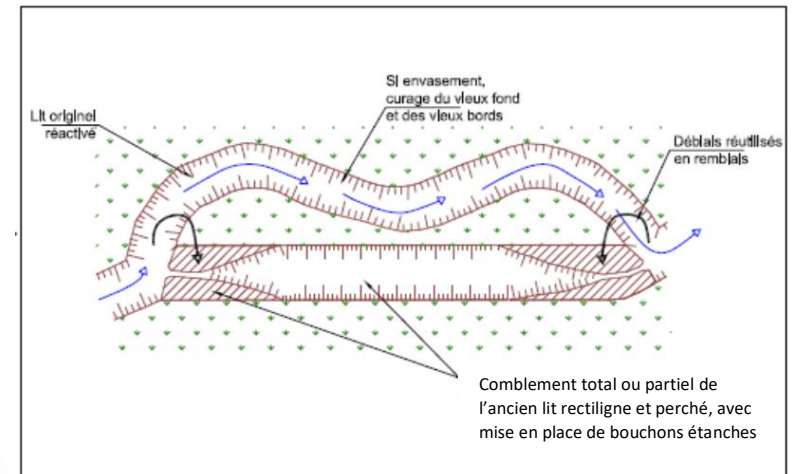 Si envasement,
curage du vieux fond
et des vieux bords
Lit originel
réactivé
Déblais réutilisés
en remblais
Comblement total ou partiel de
l’ancien lit rectiligne et perché, avec
mise en place de bouchons étanches